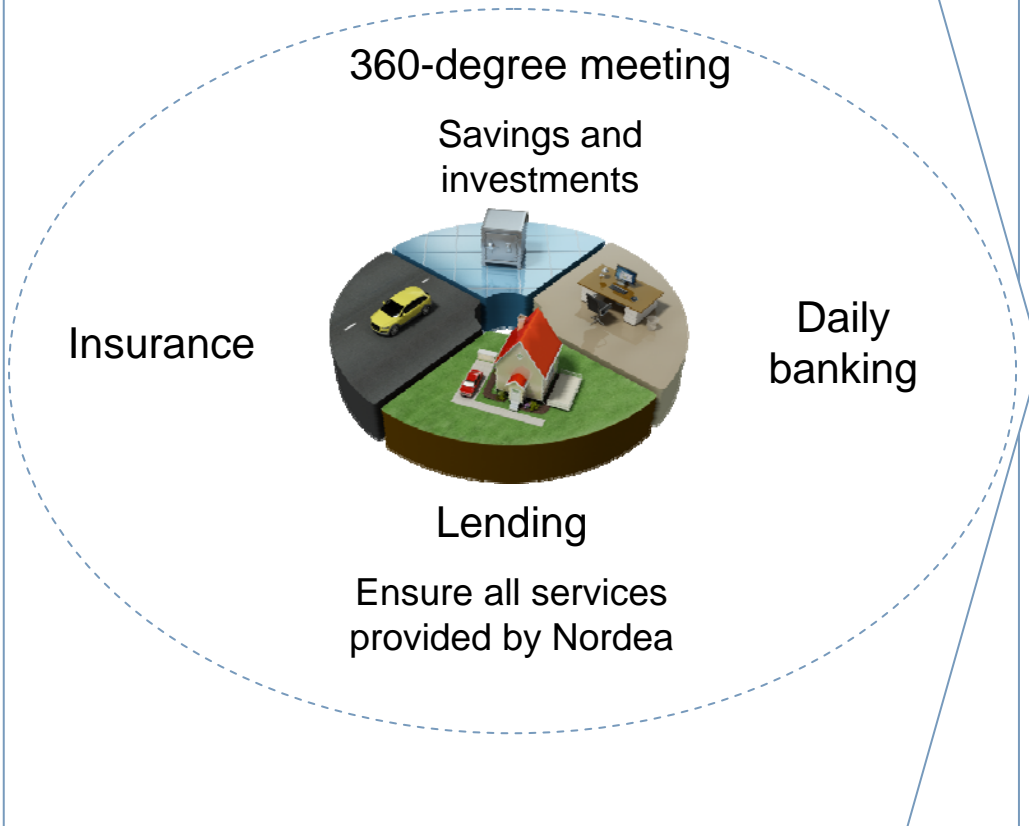 360-degree meeting
Savings and
investments
Insurance
Daily
banking
Lending
Ensure all services
provided by Nordea